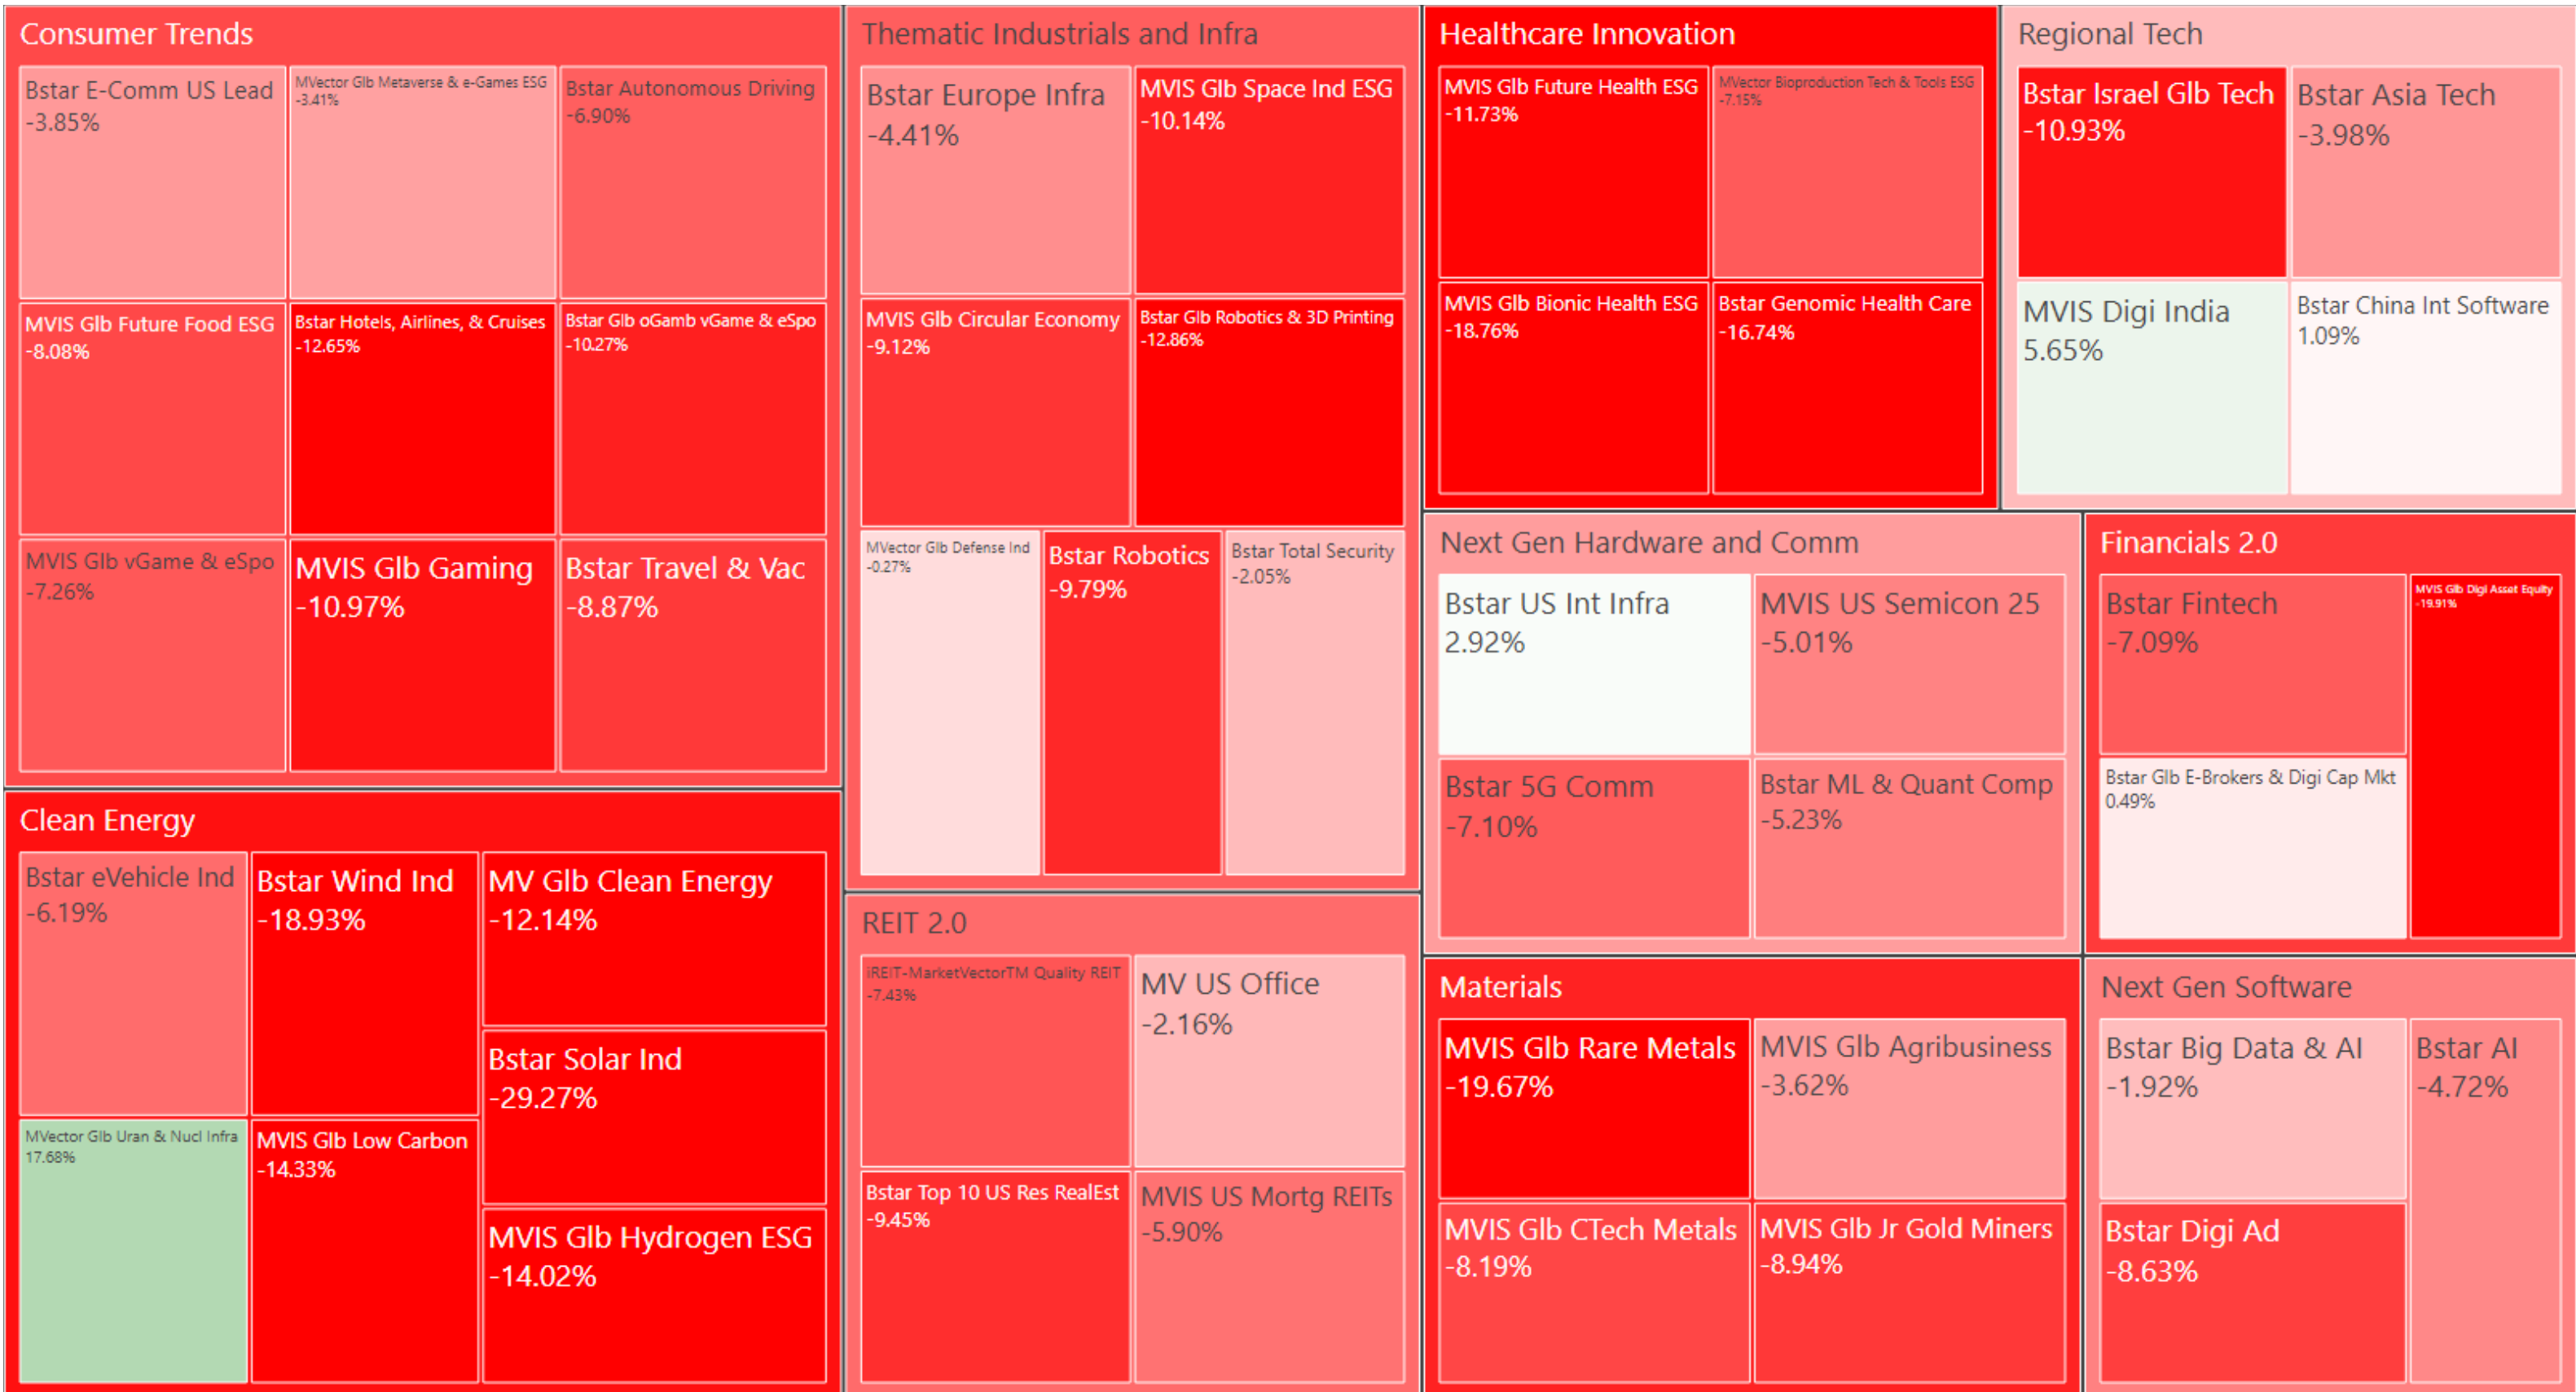 Consumer Trends
Bstar E-Comm US Lead
-3.85%
MVector Glb Metaverse & e-Games ESG
-3.41%
Bstar Autonomous Driving
-6.90%
MVIS Glb Future Food ESG
-8.08%
Bstar Hotels, Airlines, & Cruises
-12.65%
Bstar Glb oGamb vGame & eSpo
-10.27%
MVIS Glb vGame & eSpo
-7.26%
MVIS Glb Gaming
-10.97%
Bstar Travel & Vac
-8.87%
Clean Energy
Bstar eVehicle Ind
-6.19%
Bstar Wind Ind
-18.93%
MV Glb Clean Energy
-12.14%
Bstar Solar Ind
-29.27%
MVector Glb Uran & Nucl Infra
17.68%
MVIS Glb Low Carbon
-14.33%
MVIS Glb Hydrogen ESG
-14.02%
Thematic Industrials and Infra
Bstar Europe Infra
-4.41%
MVIS Glb Space Ind ESG
-10.14%
MVIS Glb Circular Economy
-9.12%
Bstar Glb Robotics & 3D Printing
-12.86%
MVector Glb Defense Ind
-0.27%
Bstar Robotics
-9.79%
Bstar Total Security
-2.05%
REIT 2.0
iREIT-MarketVectorTM Quality REIT
-7.43%
MV US Office
-2.16%
Bstar Top 10 US Res RealEst
-9.45%
MVIS US Mortg REITs
-5.90%
Healthcare Innovation
MVIS Glb Future Health ESG
-11.73%
MVector Bioproduction Tech & Tools ESG
-7.15%
MVIS Glb Bionic Health ESG
-18.76%
Bstar Genomic Health Care
-16.74%
Regional Tech
Bstar Israel Glb Tech
-10.93%
Bstar Asia Tech
-3.98%
MVIS Digi India
5.65%
Bstar China Int Software
1.09%
Next Gen Hardware and Comm
Bstar US Int Infra
2.92%
MVIS US Semicon 25
-5.01%
Bstar 5G Comm
-7.10%
Bstar ML & Quant Comp
-5.23%
Financials 2.0
Bstar Fintech
-7.09%
MVIS Glb Digi Asset Equity
-19.91%
Bstar Glb E-Brokers & Digi Cap Mkt
0.49%
Materials
MVIS Glb Rare Metals
-19.67%
MVIS Glb Agribusiness
-3.62%
MVIS Glb CTech Metals
-8.19%
MVIS Glb Jr Gold Miners
-8.94%
Next Gen Software
Bstar Big Data & AI
-1.92%
Bstar AI
-4.72%
Bstar Digi Ad
-8.63%